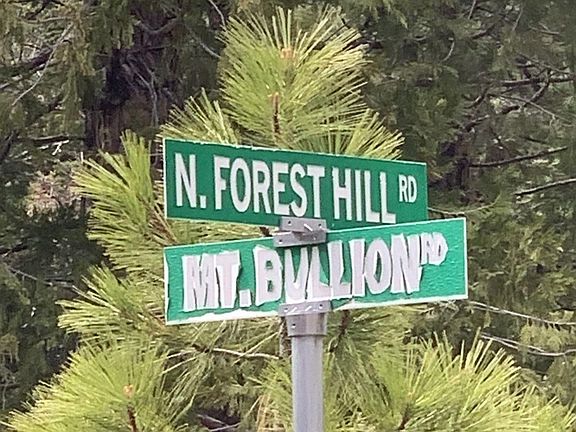 N. FOREST HILL RD
MT. BULLION RD